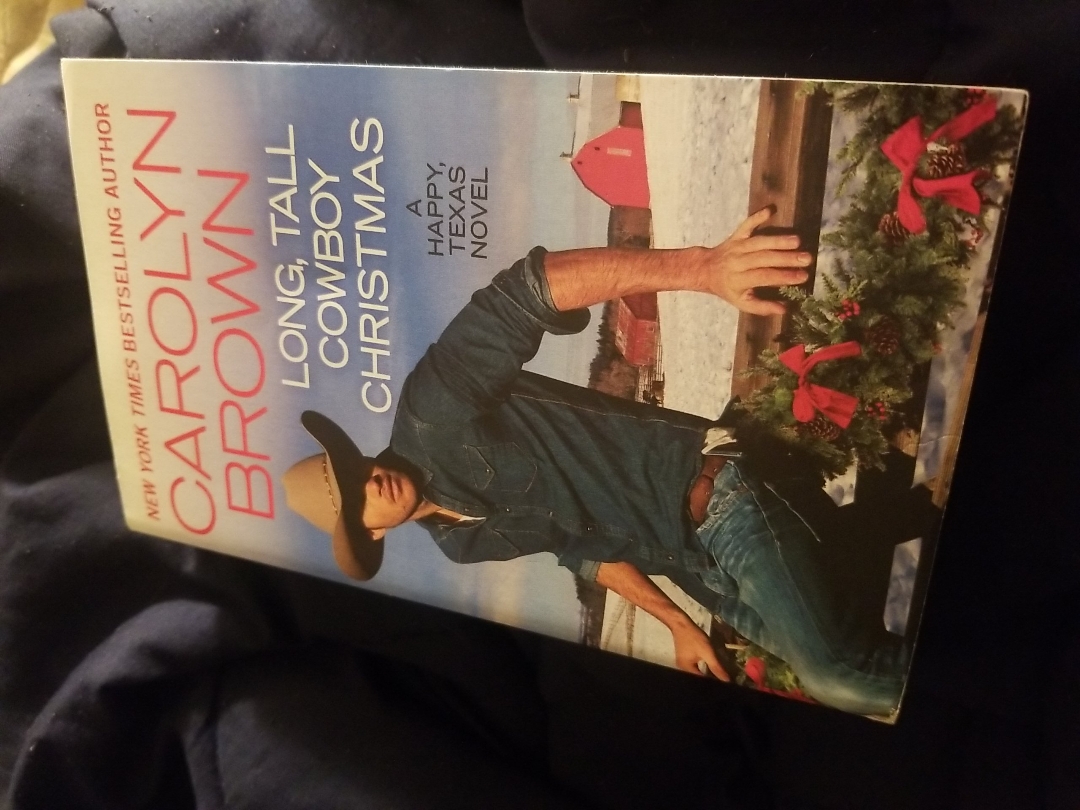 NEW YORK TIMES BESTSELLING AUTHOR
CAROLYN
BROWN
LONG, TALL
COWBOY
CHRISTMAS
A
HAPPY,
TEXAS
NOVEL